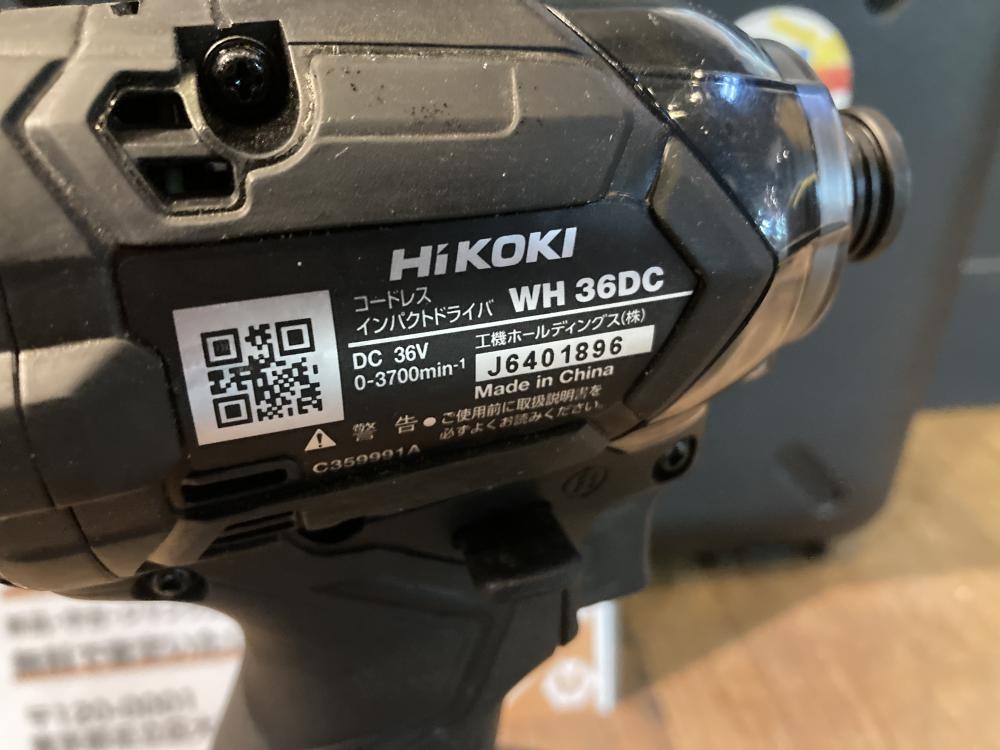 HiKOKI
コードレス
インパクトドライバ WH 36DC
DC 36V
0-3700min-1
工機ホールディングス(株)
J6401896
Made in China
警告 ●ご使用前に取扱説明書を
必ずよくお読みください。
C359991A
〒120-0001